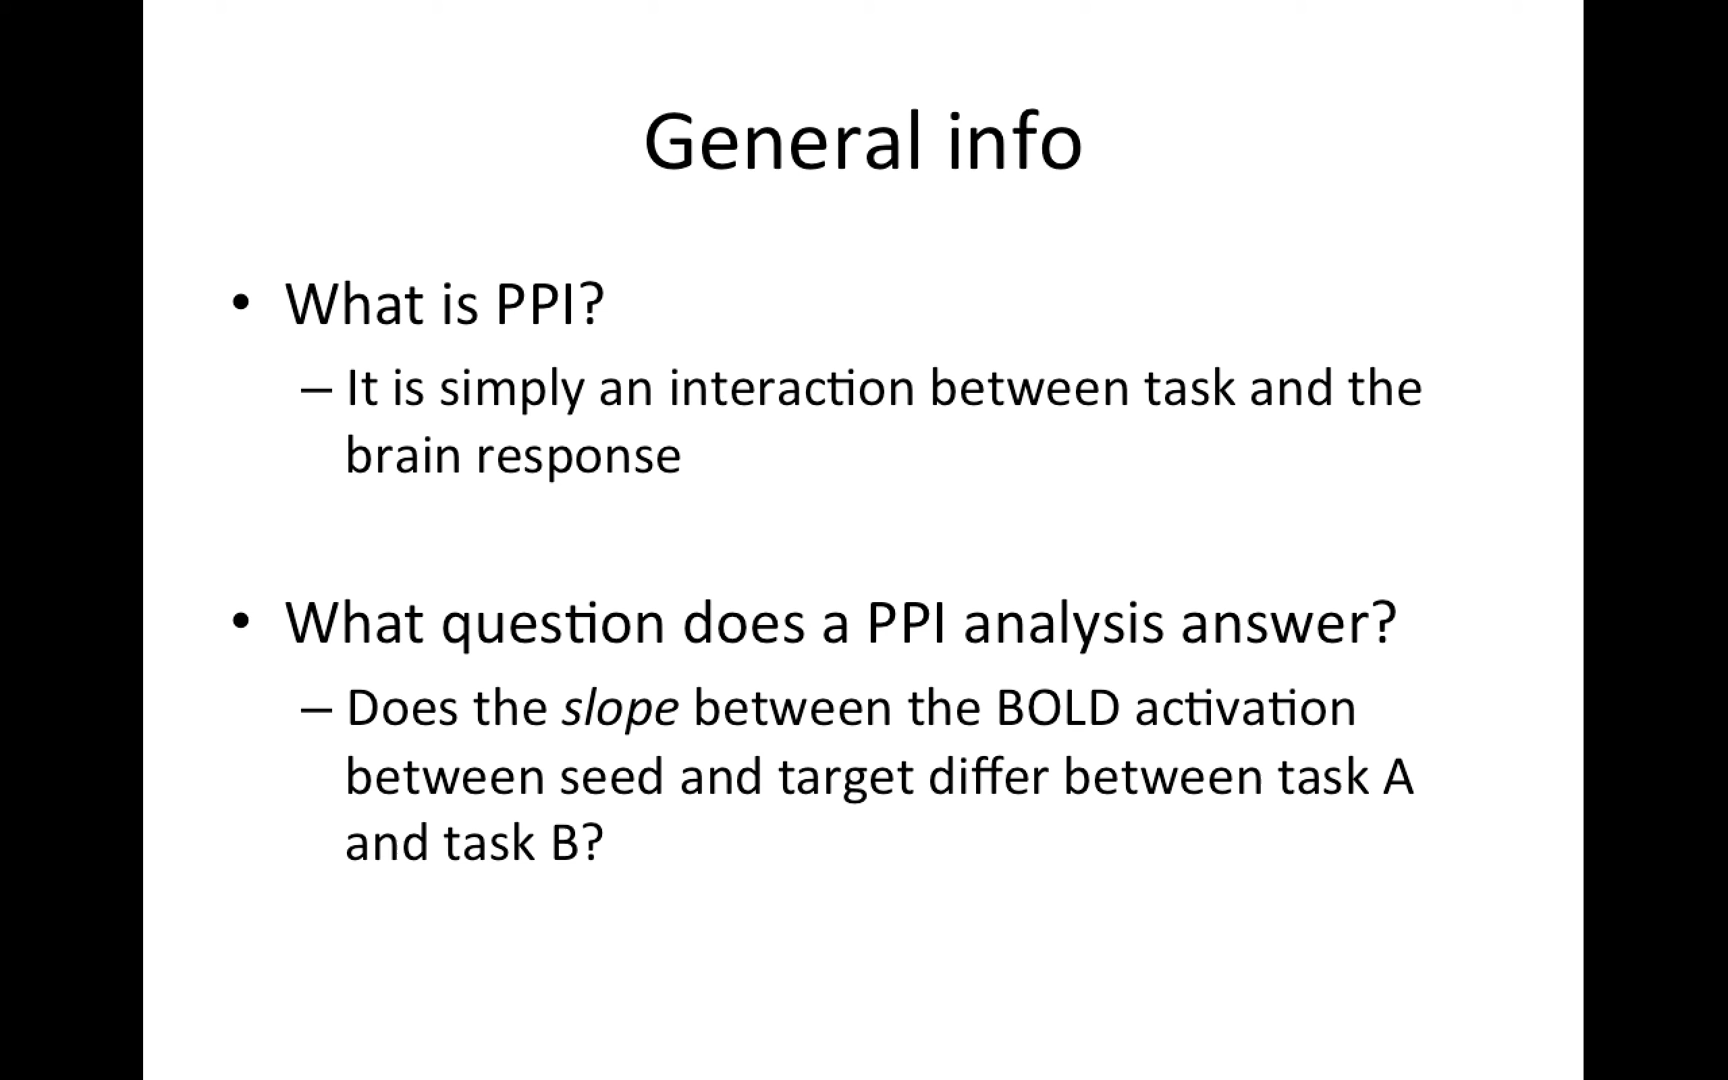 General info
• What is PPI?
– It is simply an interaction between task and the
brain response
• What question does a PPI analysis answer?
– Does the slope between the BOLD activation
between seed and target differ between task A
and task B?